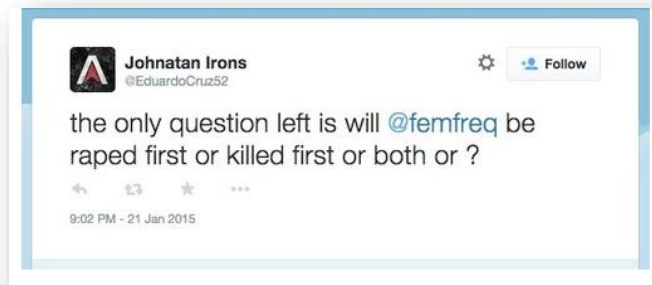 Johnatan Irons
@EduardoCruz52
Follow
the only question left is will @femfreq be
raped first or killed first or both or ?
9:02 PM - 21 Jan 2015